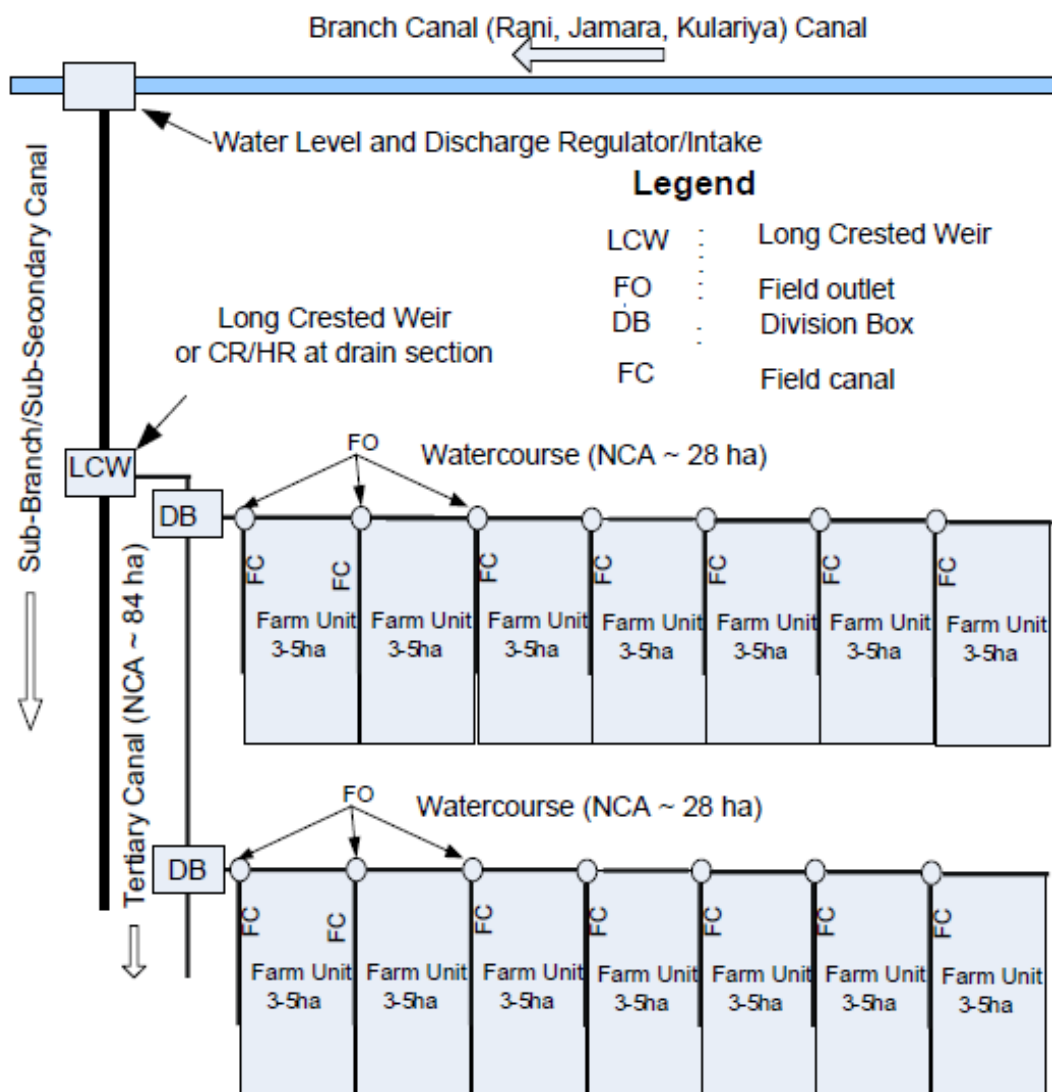 Branch Canal (Rani, Jamara, Kulariya) Canal
Water Level and Discharge Regulator/Intake
Legend
LCW : Long Crested Weir
FO : Field outlet
DB : Division Box
FC Field canal
Sub-Branch/Sub-Secondary Canal
Long Crested Weir
or CR/HR at drain section
LCW
Tertiary Canal (NCA ~ 84 ha)
FO
Watercourse (NCA ~ 28 ha)
DB
FC
FC
FC
FC
FC
FC
FC
Farm Unit
3-5ha
Farm Unit
3-5ha
Farm Unit
3-5ha
Farm Unit
3-5ha
Farm Unit
3-5ha
Farm Unit
3-5ha
Farm Unit
3-5ha
FO
Watercourse (NCA ~ 28 ha)
DB
FC
FC
FC
FC
FC
FC
FC
Farm Unit
3-5ha
Farm Unit
3-5ha
Farm Unit
3-5ha
Farm Unit
3-5ha
Farm Unit
3-5ha
Farm Unit
3-5ha
Farm Unit
3-5ha